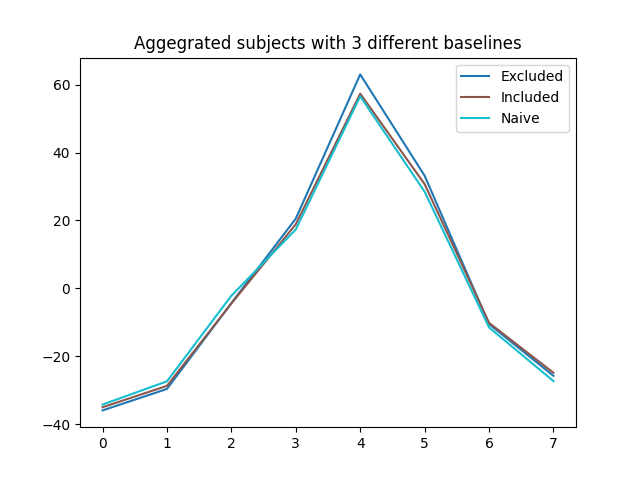 Aggegrated subjects with 3 different baselines
Excluded
Included
Naive
60
40
20
0
−20
−40
0 1 2 3 4 5 6 7